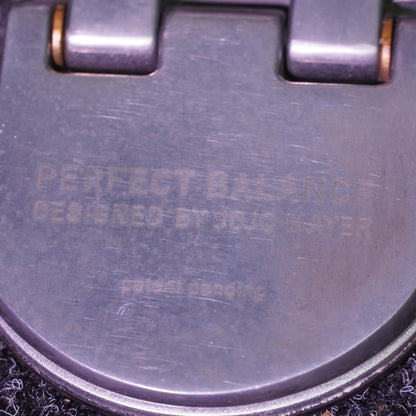 PERFECT BALANCE
DESIGNED BY JOJO MAYER
patent pending